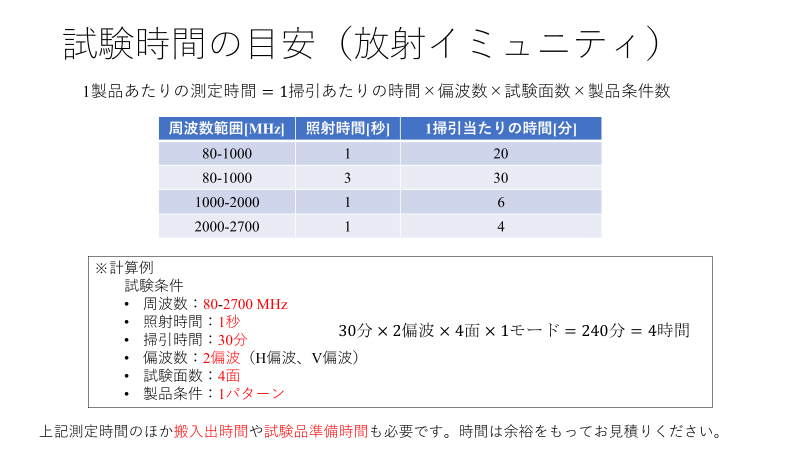 試験時間の目安（放射イミュニティ）
1製品あたりの測定時間 = 1掃引あたりの時間×偏波数×試験面数×製品条件数
周波数範囲[MHz] 照射時間[秒] 1掃引当たりの時間[分]
80-1000 1 20
80-1000 3 30
1000-2000 1 6
2000-2700 1 4
※計算例
試験条件
• 周波数：80-2700 MHz
• 照射時間：1秒
• 掃引時間：30分
• 偏波数：2偏波（H偏波、V偏波）
• 試験面数：4面
• 製品条件：1パターン
30分 × 2偏波 × 4面 × 1モード = 240分 = 4時間
上記測定時間のほか搬入出時間や試験品準備時間も必要です。時間は余裕をもってお見積りください。